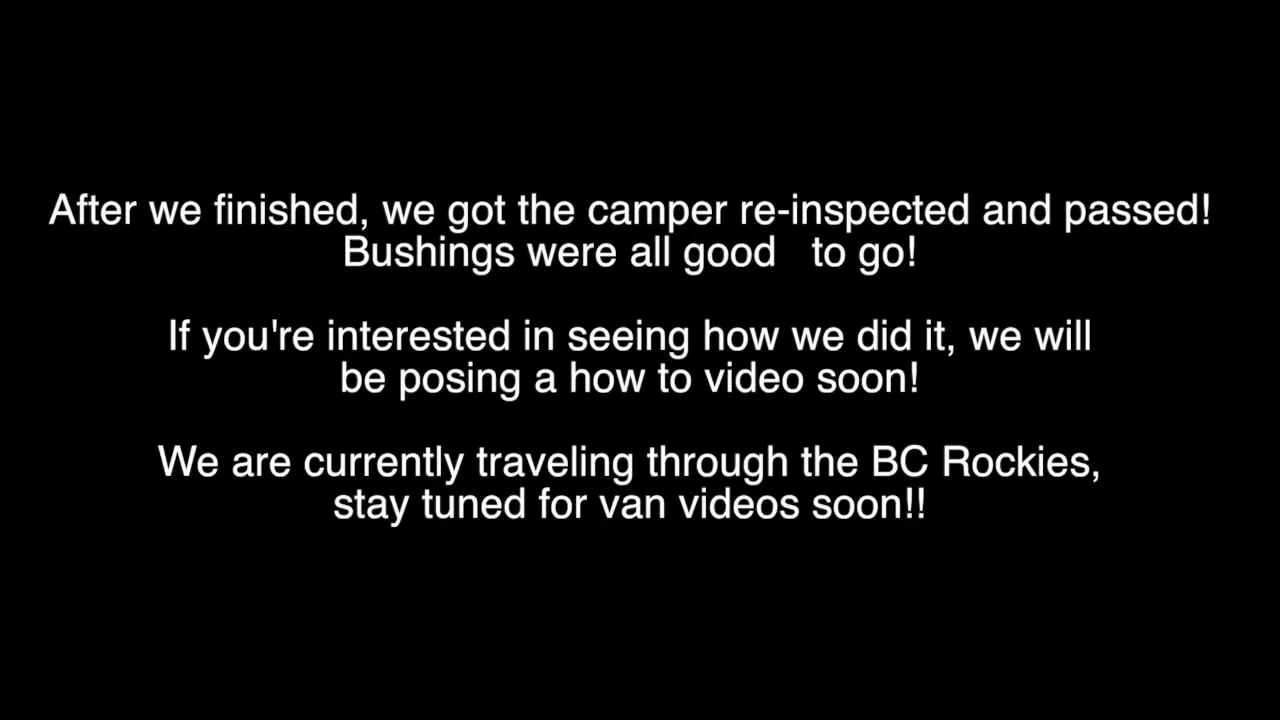 After we finished, we got the camper re-inspected and passed!
Bushings were all good   to go!
If you're interested in seeing how we did it, we will
be posing a how to video soon!
We are currently traveling through the BC Rockies,
stay tuned for van videos soon!!